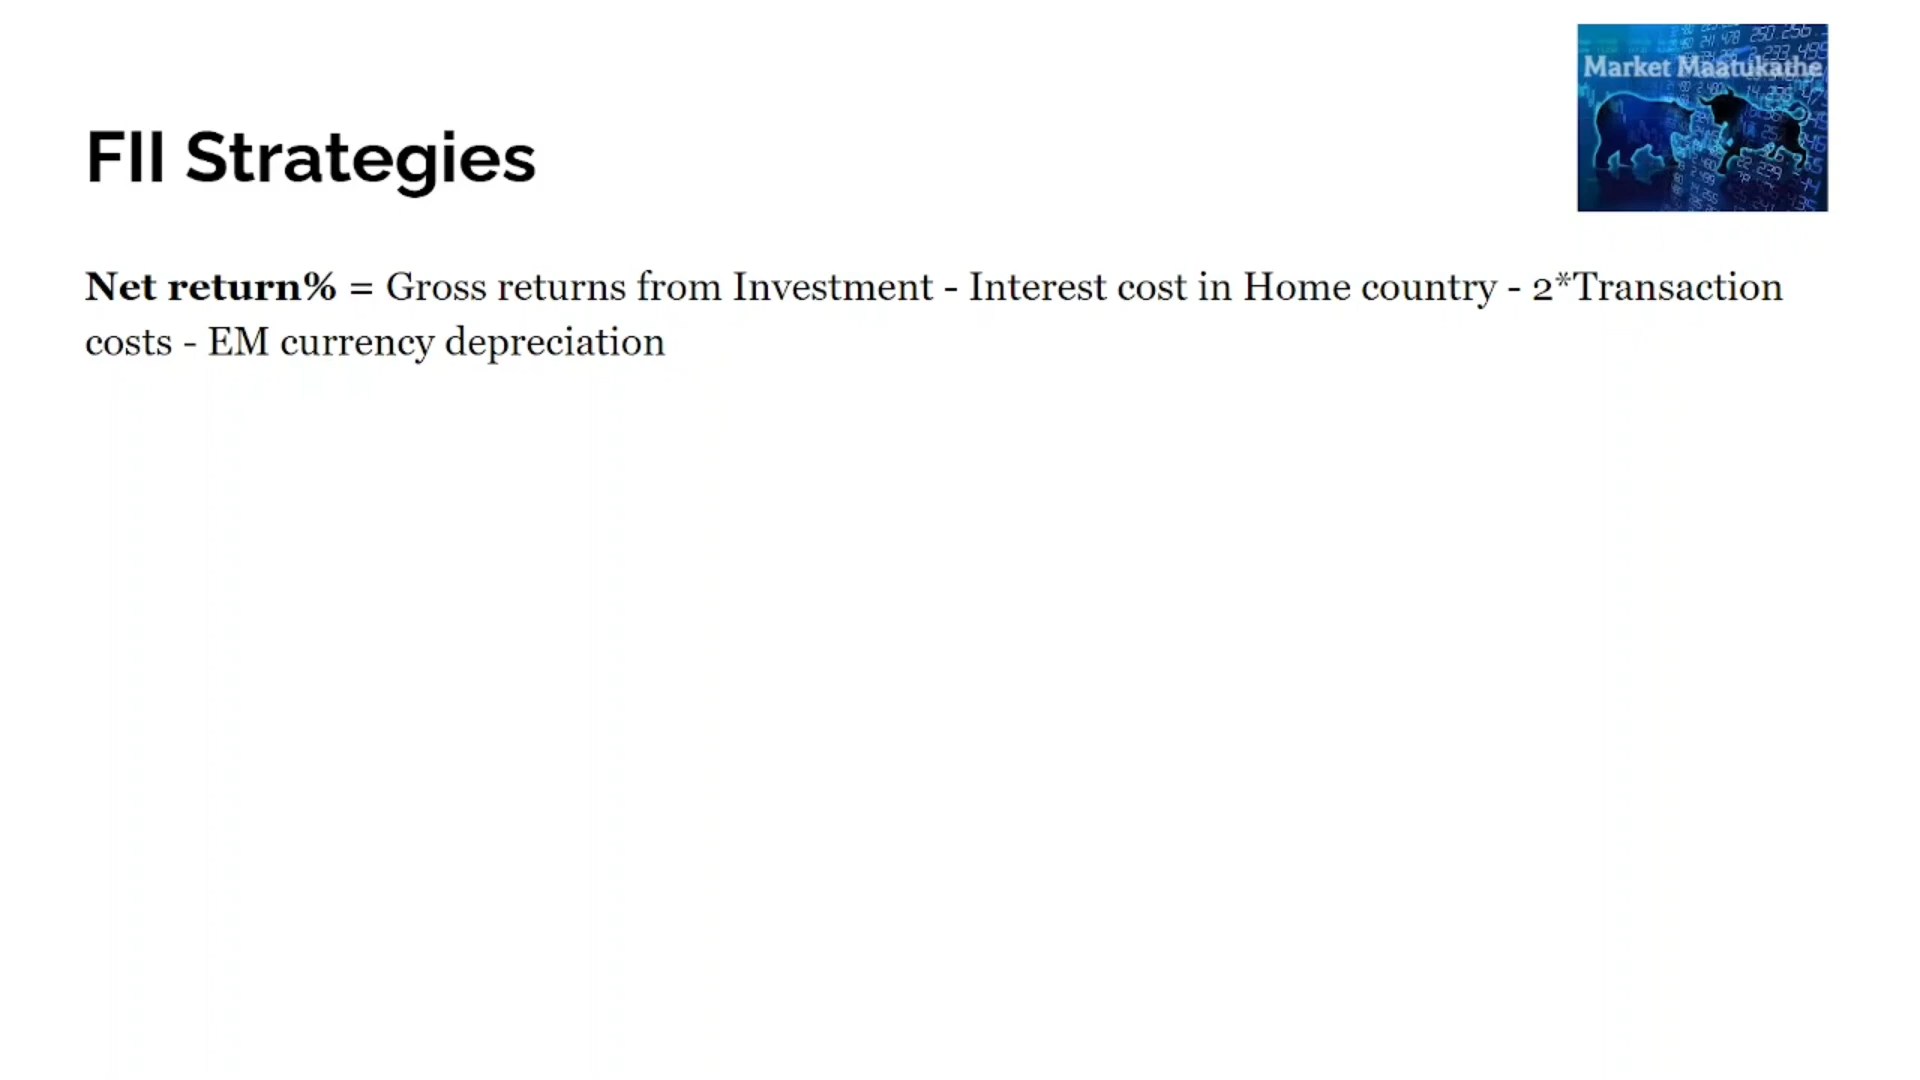 Market Maatukathe
FII Strategies
Net return% = Gross returns from Investment - Interest cost in Home country - 2*Transaction
costs - EM currency depreciation